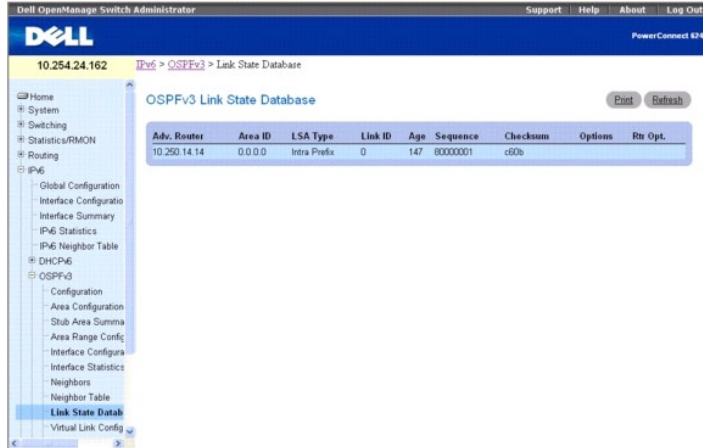 Dell OpenManage Switch Administrator
Support Help About Log Out
DELL
PowerConnect 624
10.254.24.162
IPv6 > OSPFv3 > Link State Database
Home
System
Switching
Statistics/RMON
Routing
IPv6
Global Configuration
Interface Configuratio
Interface Summary
IPv6 Statistics
IPv6 Neighbor Table
DHCPv6
OSPFv3
Configuration
Area Configuration
Stub Area Summa
Area Range Config
Interface Configura
Interface Statistics
Neighbors
Neighbor Table
Link State Datab
Virtual Link Config
OSPFv3 Link State Database
Print Refresh
Adv. Router Area ID LSA Type Link ID Age Sequence Checksum Options Rtr Opt.
10.250.14.14 0.0.0.0 Intra Prefix 0 147 80000001 c60b